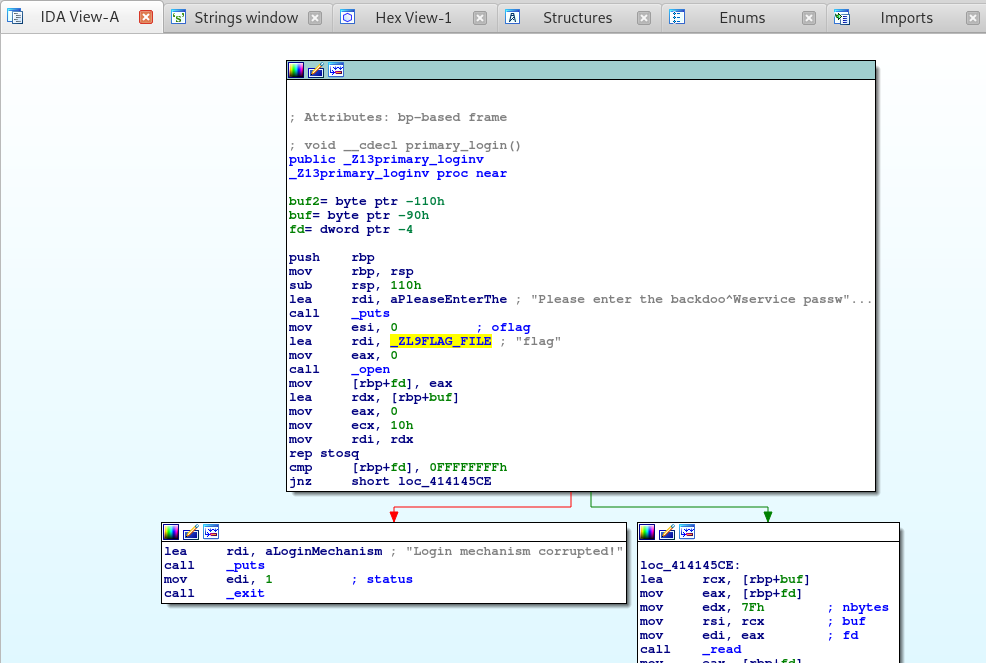 IDA View-A Strings window Hex View-1 Structures Enums Imports
; Attributes: bp-based frame
; void __cdecl primary_login()
public _Z13primary_loginv
_Z13primary_loginv proc near
buf2= byte ptr -110h
buf= byte ptr -90h
fd= dword ptr -4
push rbp
mov rbp, rsp
sub rsp, 110h
lea rdi, aPleaseEnterThe ; "Please enter the backdoo^Wservice passw"...
call _puts
mov esi, 0 ; oflag
lea rdi, _ZL9FLAG_FILE ; "flag"
mov eax, 0
call _open
mov [rbp+fd], eax
lea rdx, [rbp+buf]
mov eax, 0
mov ecx, 10h
mov rdi, rdx
rep stosq
cmp [rbp+fd], 0FFFFFFFFh
jnz short loc_414145CE
lea rdi, aLoginMechanism ; "Login mechanism corrupted!"
call _puts
mov edi, 1 ; status
call _exit
loc_414145CE:
lea rcx, [rbp+buf]
mov eax, [rbp+fd]
mov edx, 7Fh ; nbytes
mov rsi, rcx ; buf
mov edi, eax ; fd
call _read
mov eax, [rbp+fd]